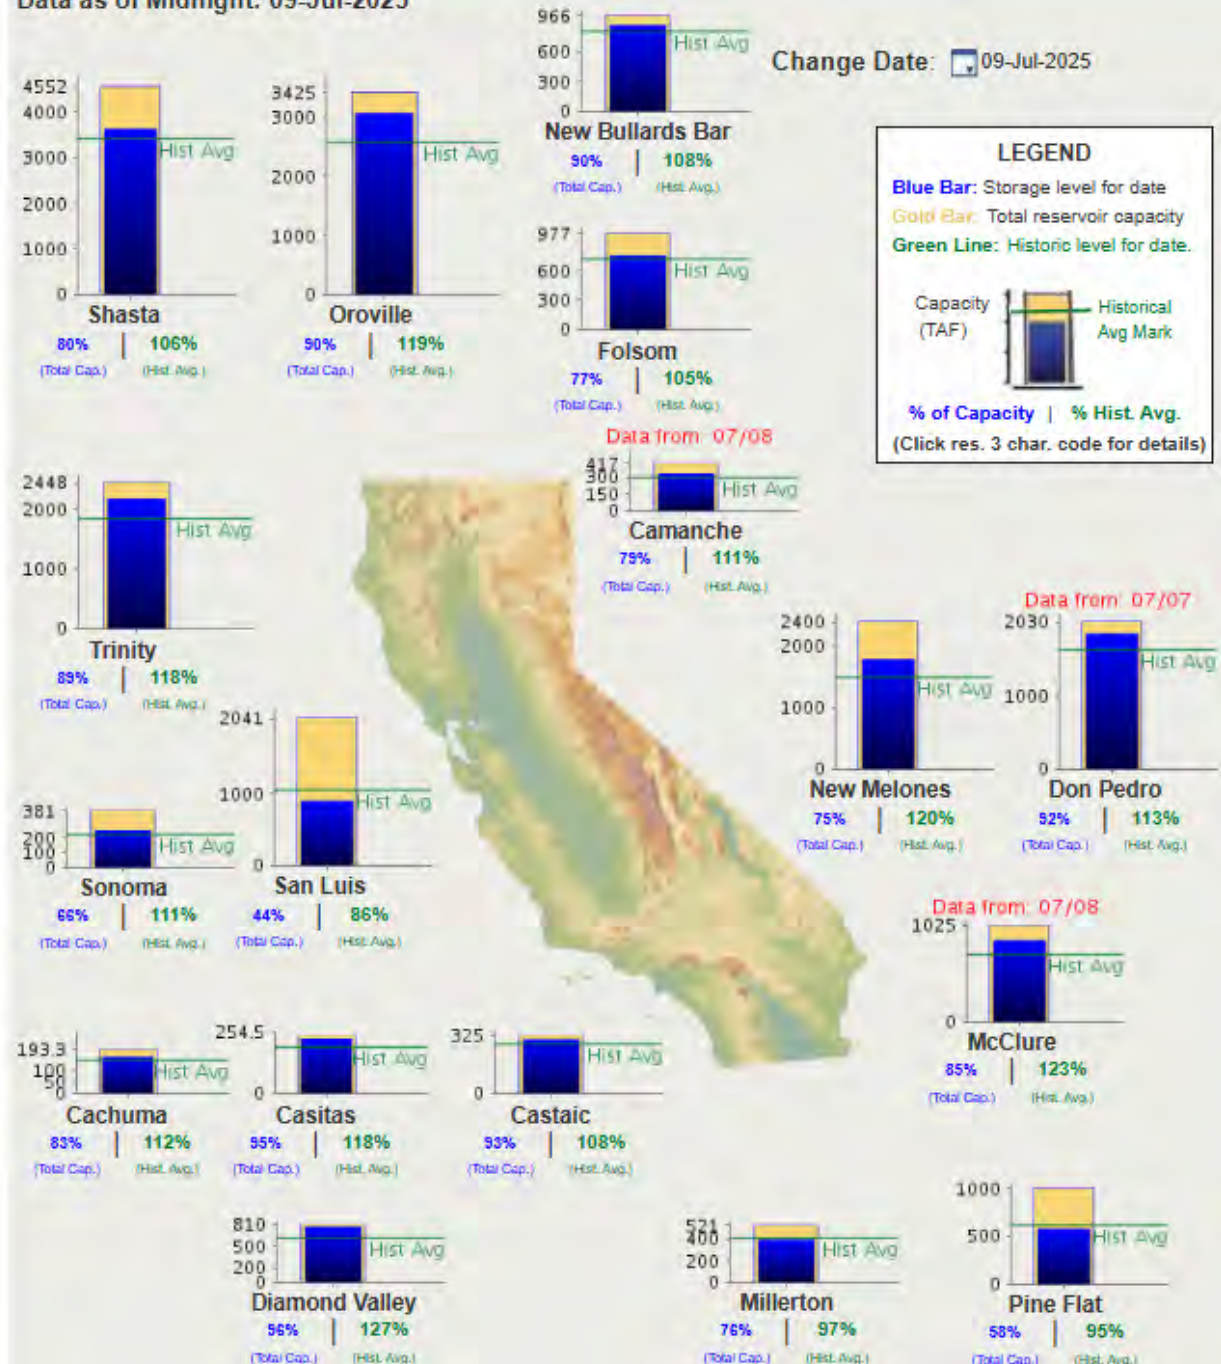 Data as of Midnight: 09-Jul-2025
Change Date: 09-Jul-2025
966
600
300
0
Hist Avg
New Bullards Bar
90% | 108%
(Total Cap.) (Hist. Avg.)
4552
4000
3000
2000
1000
0
Hist Avg
Shasta
80% | 106%
(Total Cap.) (Hist. Avg.)
3425
3000
2000
1000
0
Hist Avg
Oroville
90% | 119%
(Total Cap.) (Hist. Avg.)
977
600
300
0
Hist Avg
Folsom
77% | 105%
(Total Cap.) (Hist. Avg.)
LEGEND
Blue Bar: Storage level for date
Gold Bar: Total reservoir capacity
Green Line: Historic level for date.
Capacity
(TAF)
Historical
Avg Mark
% of Capacity | % Hist. Avg.
(Click res. 3 char. code for details)
Data from: 07/08
417
300
150
0
Hist Avg
Camanche
79% | 111%
(Total Cap.) (Hist. Avg.)
2448
2000
1000
0
Hist Avg
Trinity
89% | 118%
(Total Cap.) (Hist. Avg.)
2400
2000
1000
0
Hist Avg
New Melones
75% | 120%
(Total Cap.) (Hist. Avg.)
Data from: 07/07
2030
1000
0
Hist Avg
Don Pedro
92% | 113%
(Total Cap.) (Hist. Avg.)
381
200
100
0
Hist Avg
Sonoma
66% | 111%
(Total Cap.) (Hist. Avg.)
2041
1000
0
Hist Avg
San Luis
44% | 86%
(Total Cap.) (Hist. Avg.)
Data from: 07/08
1025
0
Hist Avg
McClure
85% | 123%
(Total Cap.) (Hist. Avg.)
193.3
100
50
0
Hist Avg
Cachuma
83% | 112%
(Total Cap.) (Hist. Avg.)
254.5
0
Hist Avg
Casitas
95% | 118%
(Total Cap.) (Hist. Avg.)
325
0
Hist Avg
Castaic
93% | 108%
(Total Cap.) (Hist. Avg.)
810
500
200
0
Hist Avg
Diamond Valley
96% | 127%
(Total Cap.) (Hist. Avg.)
521
400
200
0
Hist Avg
Millerton
76% | 97%
(Total Cap.) (Hist. Avg.)
1000
500
0
Hist Avg
Pine Flat
58% | 95%
(Total Cap.) (Hist. Avg.)